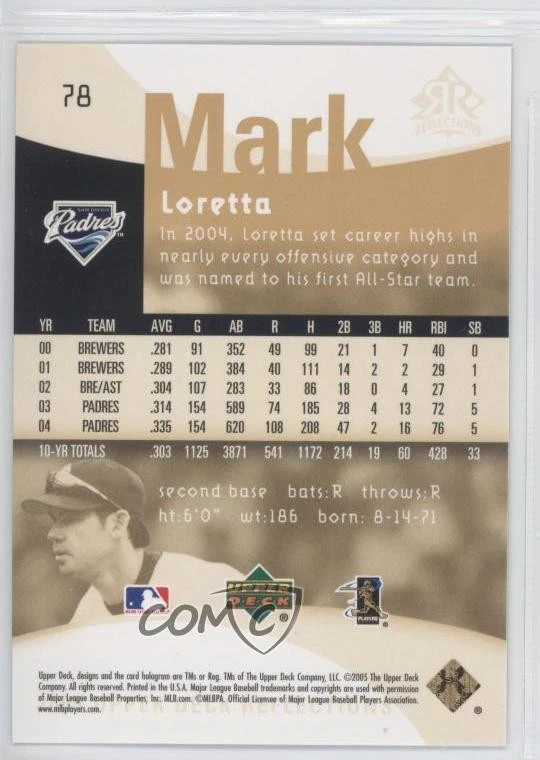 78
Mark
REFLECTIONS
Loretta
SAN DIEGO
Padres™
In 2004, Loretta set career highs in
nearly every offensive category and
was named to his first All-Star team.
YR TEAM AVG G AB R H 2B 3B HR RBI SB
00 BREWERS .281 91 352 49 99 21 1 7 40 0
01 BREWERS .289 102 384 40 111 14 2 2 29 1
02 BRE/AST .304 107 283 33 86 18 0 4 27 1
03 PADRES .314 154 589 74 185 28 4 13 72 5
04 PADRES .335 154 620 108 208 47 2 16 76 5
10-YR TOTALS .303 1125 3871 541 1172 214 19 60 428 33
second base bats:R throws:R
ht:6'0" wt:186 born: 8-14-71
UPPER
DECK ®
PLAYERS ®
COMC
Upper Deck, designs and the card hologram are TMs or Reg. TMs of The Upper Deck Company, LLC. ©2005 The Upper Deck
Company. All rights reserved. Printed in the U.S.A. Major League Baseball trademarks and copyrights are used with permission
of Major League Baseball Properties, Inc. MLB.com. ©MLBPA. Official Licensee of Major League Baseball Players Association.
www.mlbplayers.com.
UPPER DECK REFLECTIONS
®